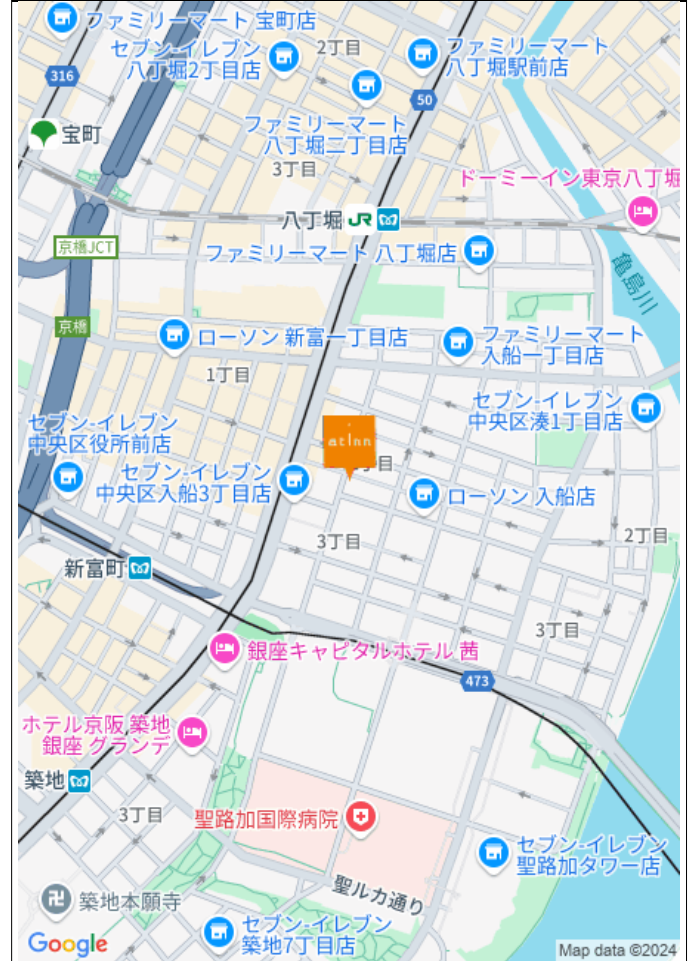 ファミリーマート 宝町店
セブン-イレブン
八丁堀2丁目店
2丁目
ファミリーマート
八丁堀駅前店
316
50
宝町
ファミリーマート
八丁堀二丁目店
3丁目
ドーミーイン東京八丁堀
八丁堀 JR
京橋JCT
ファミリーマート 八丁堀店
亀島川
京橋
ローソン 新富一丁目店
ファミリーマート
入船一丁目店
1丁目
セブン-イレブン
中央区湊1丁目店
セブン-イレブン
中央区役所前店
atinn
丁目
セブン-イレブン
中央区入船3丁目店
ローソン 入船店
3丁目
2丁目
新富町
3丁目
銀座キャピタルホテル 茜
473
ホテル京阪 築地
銀座 グランデ
築地
3丁目
聖路加国際病院
セブン-イレブン
聖路加タワー店
聖ルカ通り
築地本願寺
セブン-イレブン
築地7丁目店
Google
Map data ©2024